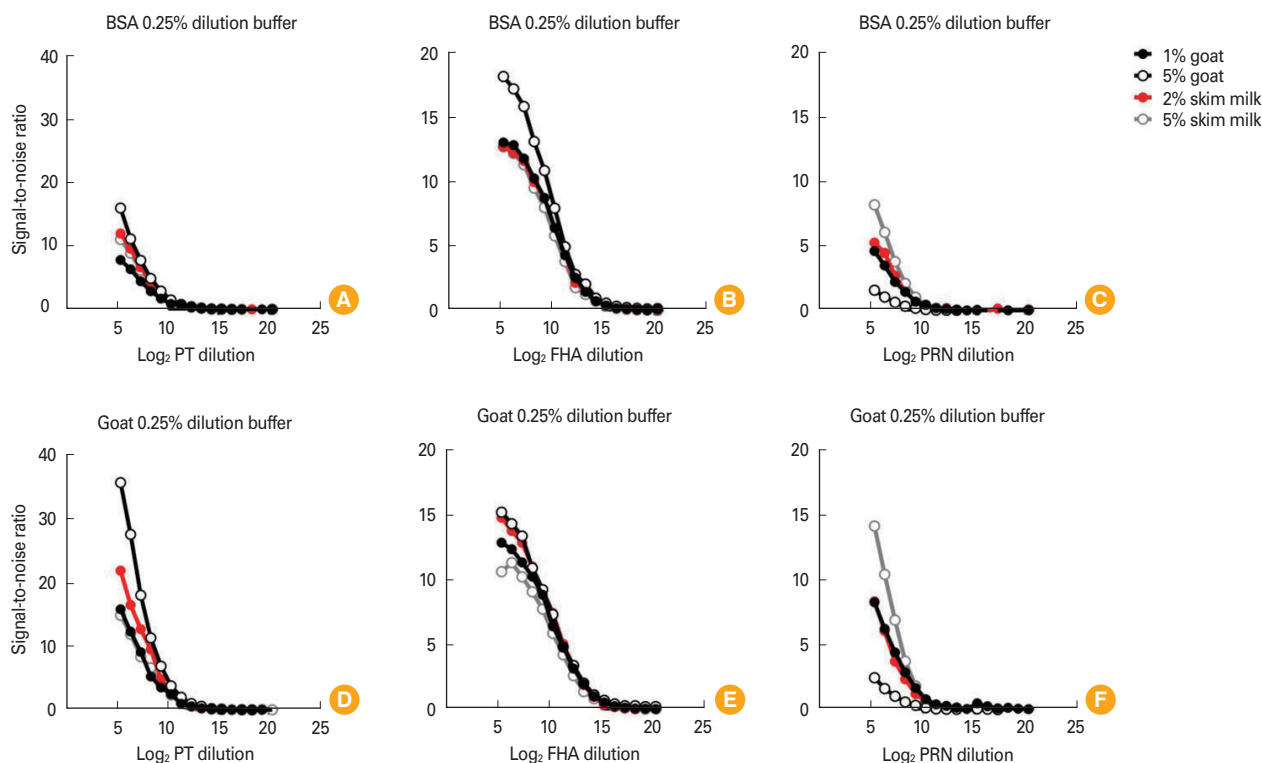 BSA 0.25% dilution buffer
40
30
20
10
0
5
10
15
20
25
Signal-to-noise ratio
Log₂ PT dilution
A
BSA 0.25% dilution buffer
20
15
10
5
0
5
10
15
20
25
Log₂ FHA dilution
B
BSA 0.25% dilution buffer
20
15
10
5
0
5
10
15
20
25
Log₂ PRN dilution
C
1% goat
5% goat
2% skim milk
5% skim milk
Goat 0.25% dilution buffer
40
30
20
10
0
5
10
15
20
25
Signal-to-noise ratio
Log₂ PT dilution
D
Goat 0.25% dilution buffer
20
15
10
5
0
5
10
15
20
25
Log₂ FHA dilution
E
Goat 0.25% dilution buffer
20
15
10
5
0
5
10
15
20
25
Log₂ PRN dilution
F